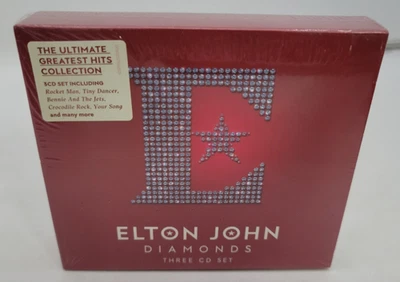 THE ULTIMATE
GREATEST HITS
COLLECTION
3CD SET INCLUDING
Rocket Man, Tiny Dancer,
Bennie And The Jets,
Crocodile Rock, Your Song
and many more
E
ELTON JOHN
DIAMONDS
THREE CD SET